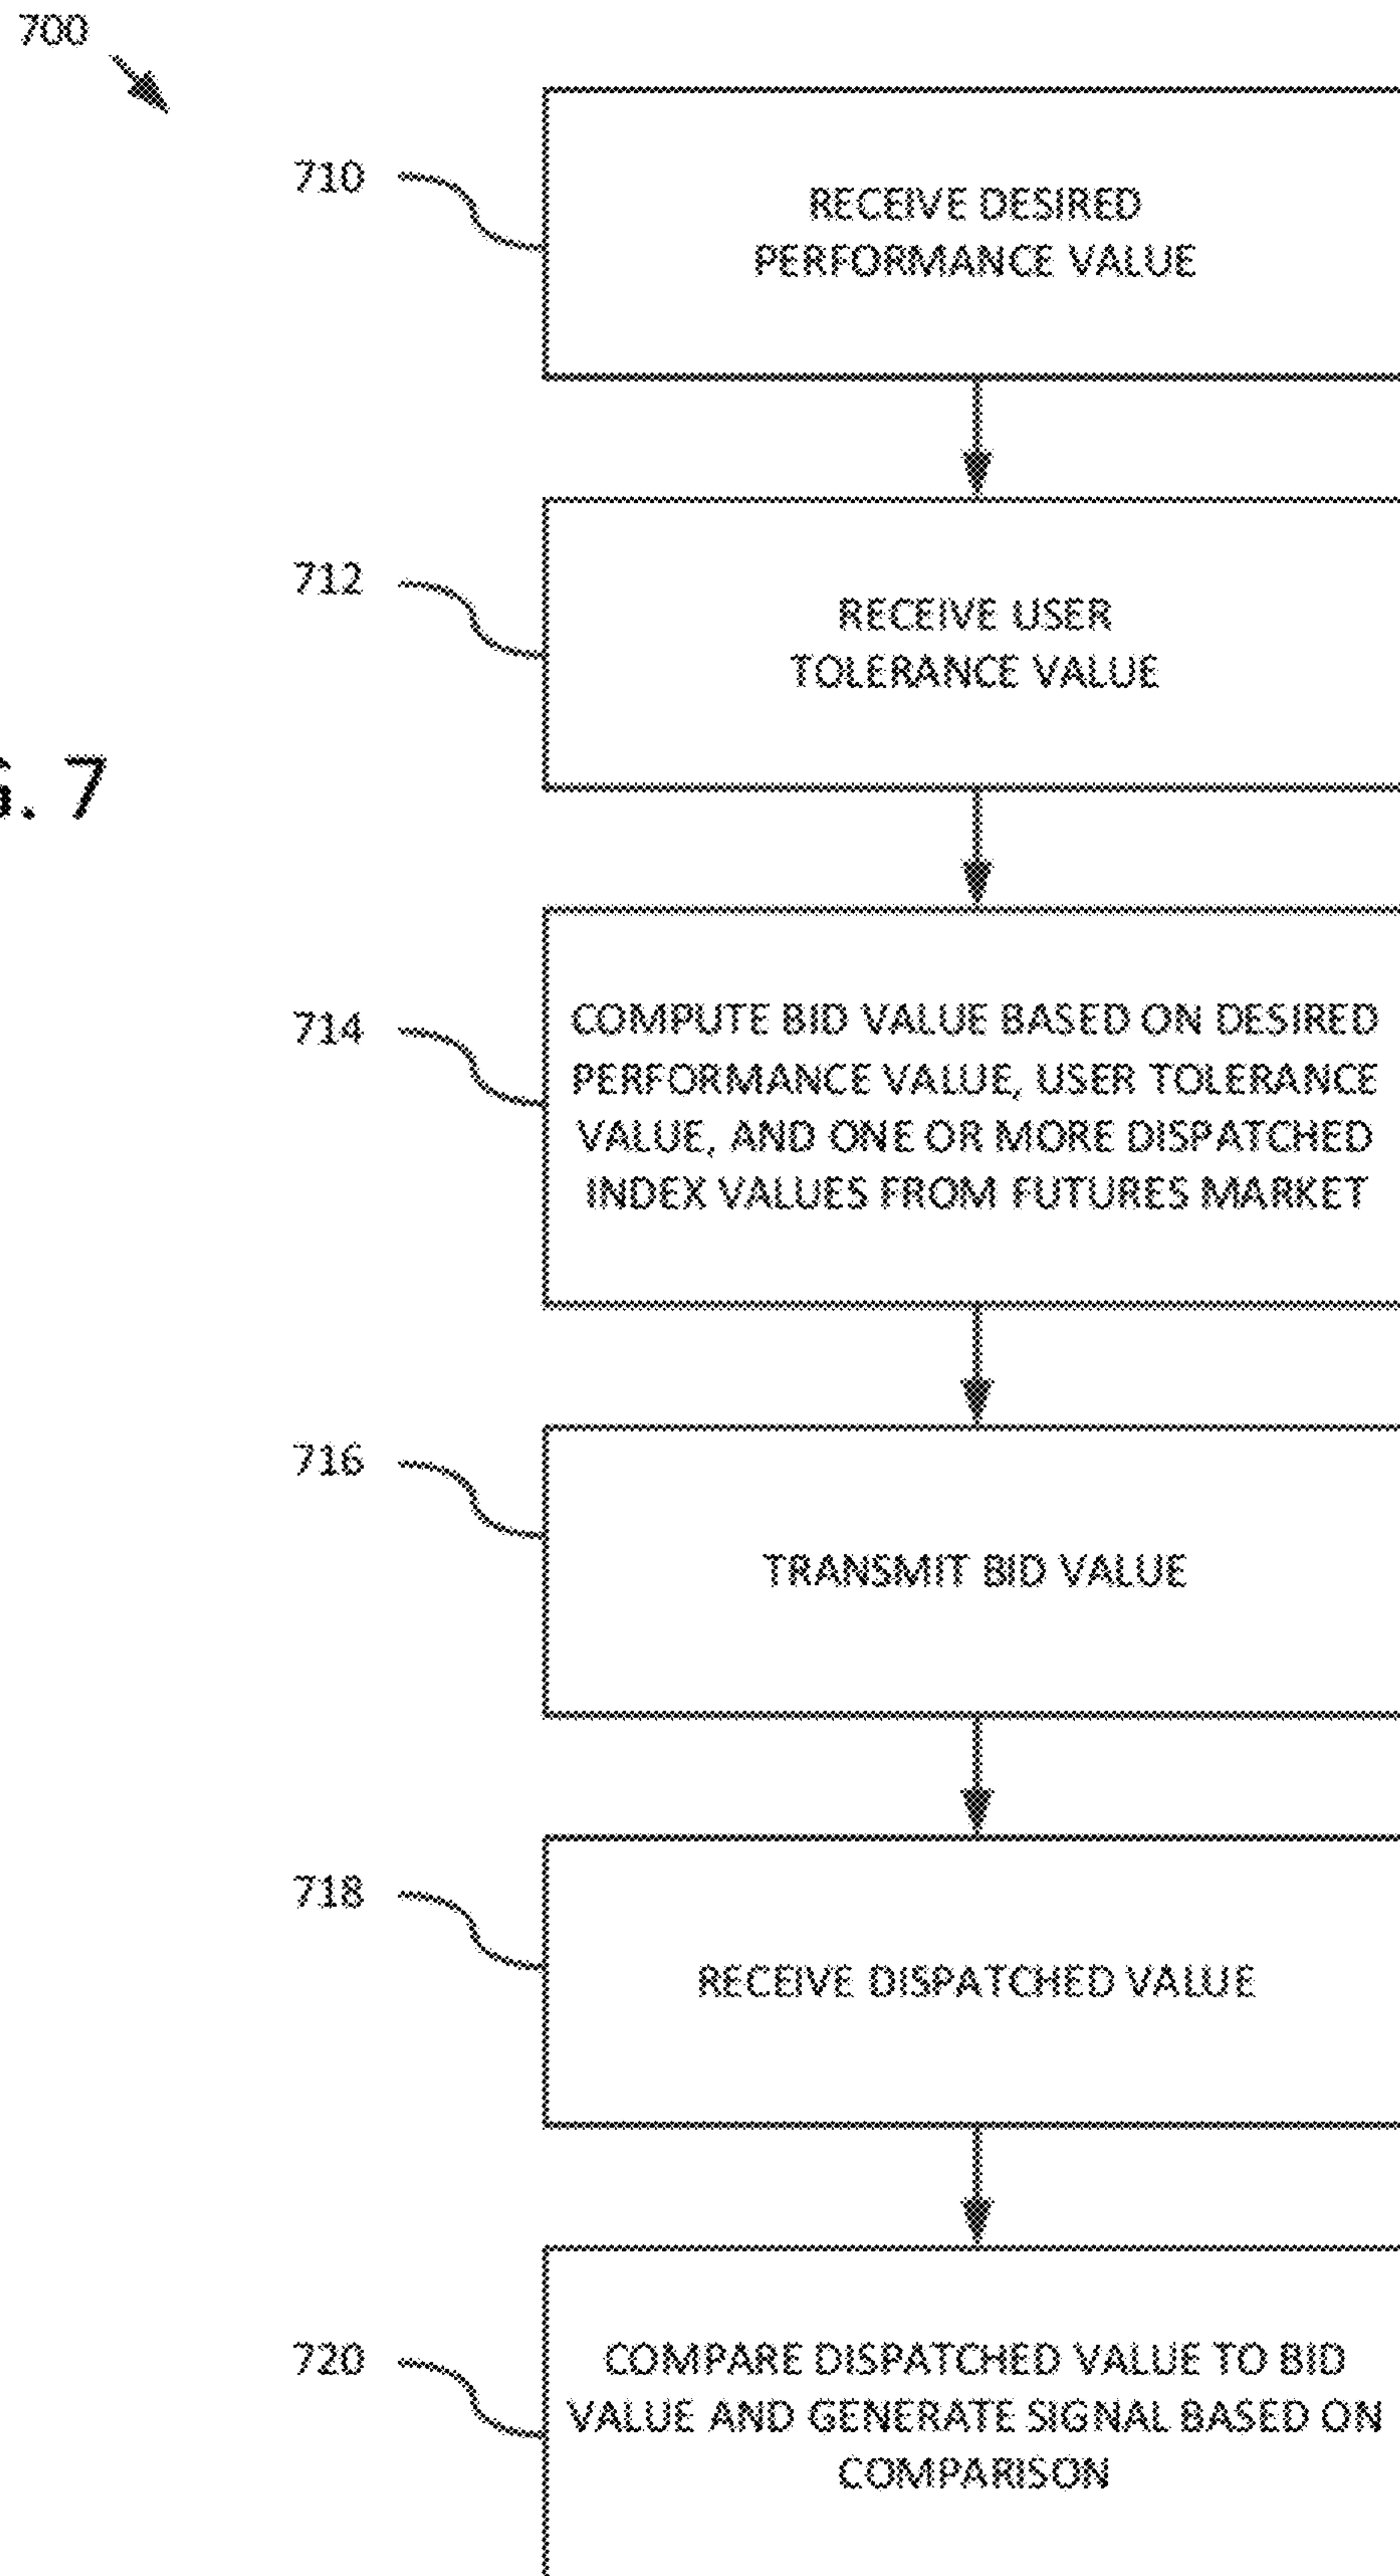 700
710
RECEIVE DESIRED
PERFORMANCE VALUE
712
RECEIVE USER
TOLERANCE VALUE
G. 7
714
COMPUTE BID VALUE BASED ON DESIRED
PERFORMANCE VALUE, USER TOLERANCE
VALUE, AND ONE OR MORE DISPATCHED
INDEX VALUES FROM FUTURES MARKET
716
TRANSMIT BID VALUE
718
RECEIVE DISPATCHED VALUE
720
COMPARE DISPATCHED VALUE TO BID
VALUE AND GENERATE SIGNAL BASED ON
COMPARISON